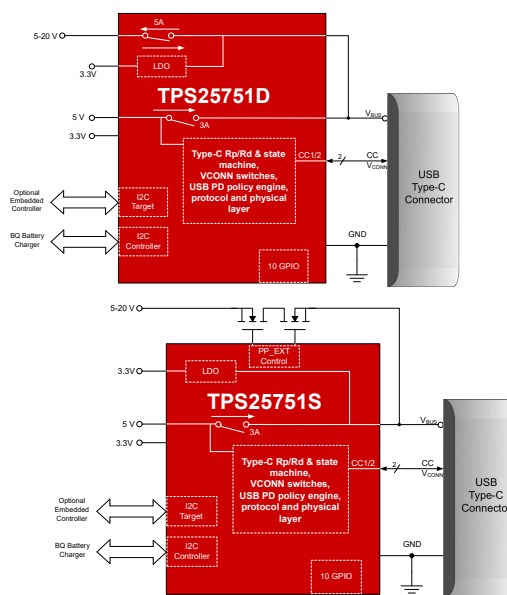 5A
5-20 V
3.3V
LDO
TPS25751D
5 V
3A
3.3V
VBUS
Type-C Rp/Rd & state
machine,
VCONN switches,
USB PD policy engine,
protocol and physical
layer
CC1/2
2
CC
VCONN
USB
Type-C
Connector
Optional
Embedded
Controller
I2C
Target
BQ Battery
Charger
I2C
Controller
GND
10 GPIO
5-20 V
PP_EXT
Control
3.3V
LDO
TPS25751S
5 V
3A
3.3V
VBUS
Type-C Rp/Rd & state
machine,
VCONN switches,
USB PD policy engine,
protocol and physical
layer
CC1/2
2
CC
VCONN
USB
Type-C
Connector
Optional
Embedded
Controller
I2C
Target
BQ Battery
Charger
I2C
Controller
GND
10 GPIO